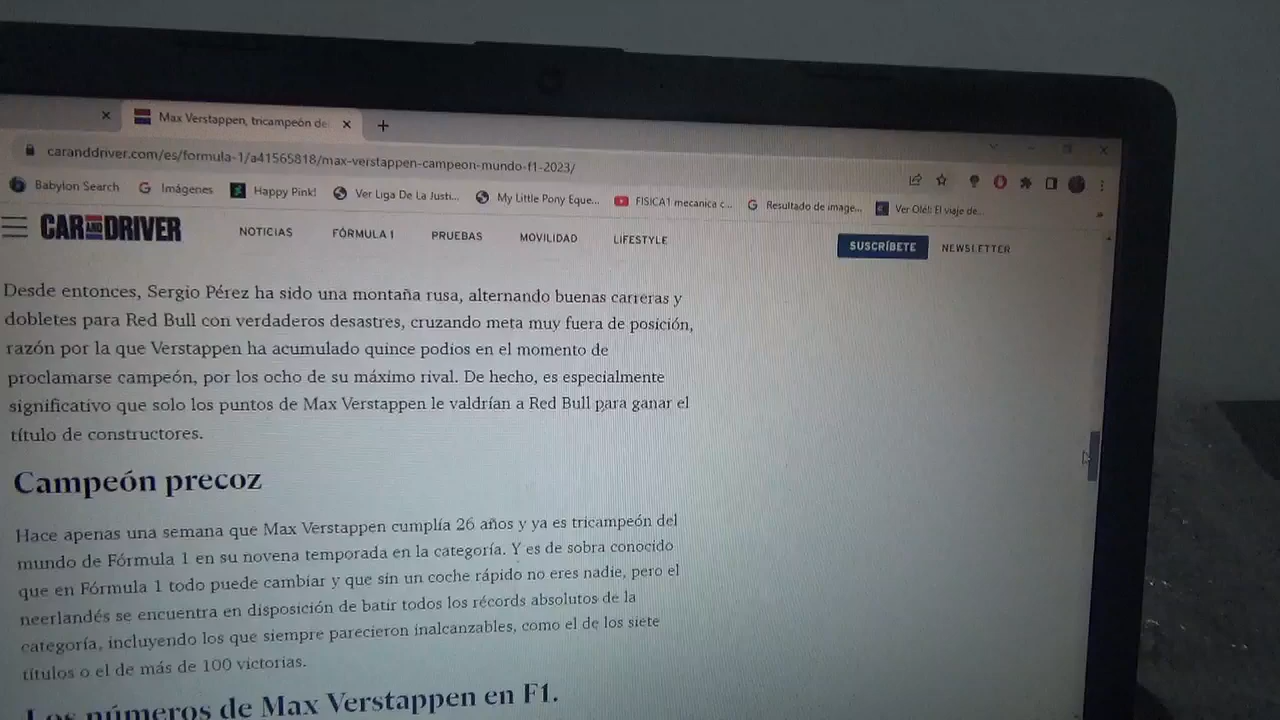 Max Verstappen, tricampeón de
caranddriver.com/es/formula-1/a41565818/max-verstappen-campeon-mundo-f1-2023/
Babylon Search
Imágenes
Happy Pink!
Ver Liga De La Justi...
My Little Pony Eque...
FISICA1 mecanica c...
Resultado de image...
Ver Olé!: El viaje de...
CAR AND DRIVER
NOTICIAS
FÓRMULA 1
PRUEBAS
MOVILIDAD
LIFESTYLE
SUSCRÍBETE
NEWSLETTER
Desde entonces, Sergio Pérez ha sido una montaña rusa, alternando buenas carreras y
dobletes para Red Bull con verdaderos desastres, cruzando meta muy fuera de posición,
razón por la que Verstappen ha acumulado quince podios en el momento de
proclamarse campeón, por los ocho de su máximo rival. De hecho, es especialmente
significativo que solo los puntos de Max Verstappen le valdrían a Red Bull para ganar el
título de constructores.
Campeón precoz
Hace apenas una semana que Max Verstappen cumplía 26 años y ya es tricampeón del
mundo de Fórmula 1 en su novena temporada en la categoría. Y es de sobra conocido
que en Fórmula 1 todo puede cambiar y que sin un coche rápido no eres nadie, pero el
neerlandés se encuentra en disposición de batir todos los récords absolutos de la
categoría, incluyendo los que siempre parecieron inalcanzables, como el de los siete
títulos o el de más de 100 victorias.
Los números de Max Verstappen en F1.